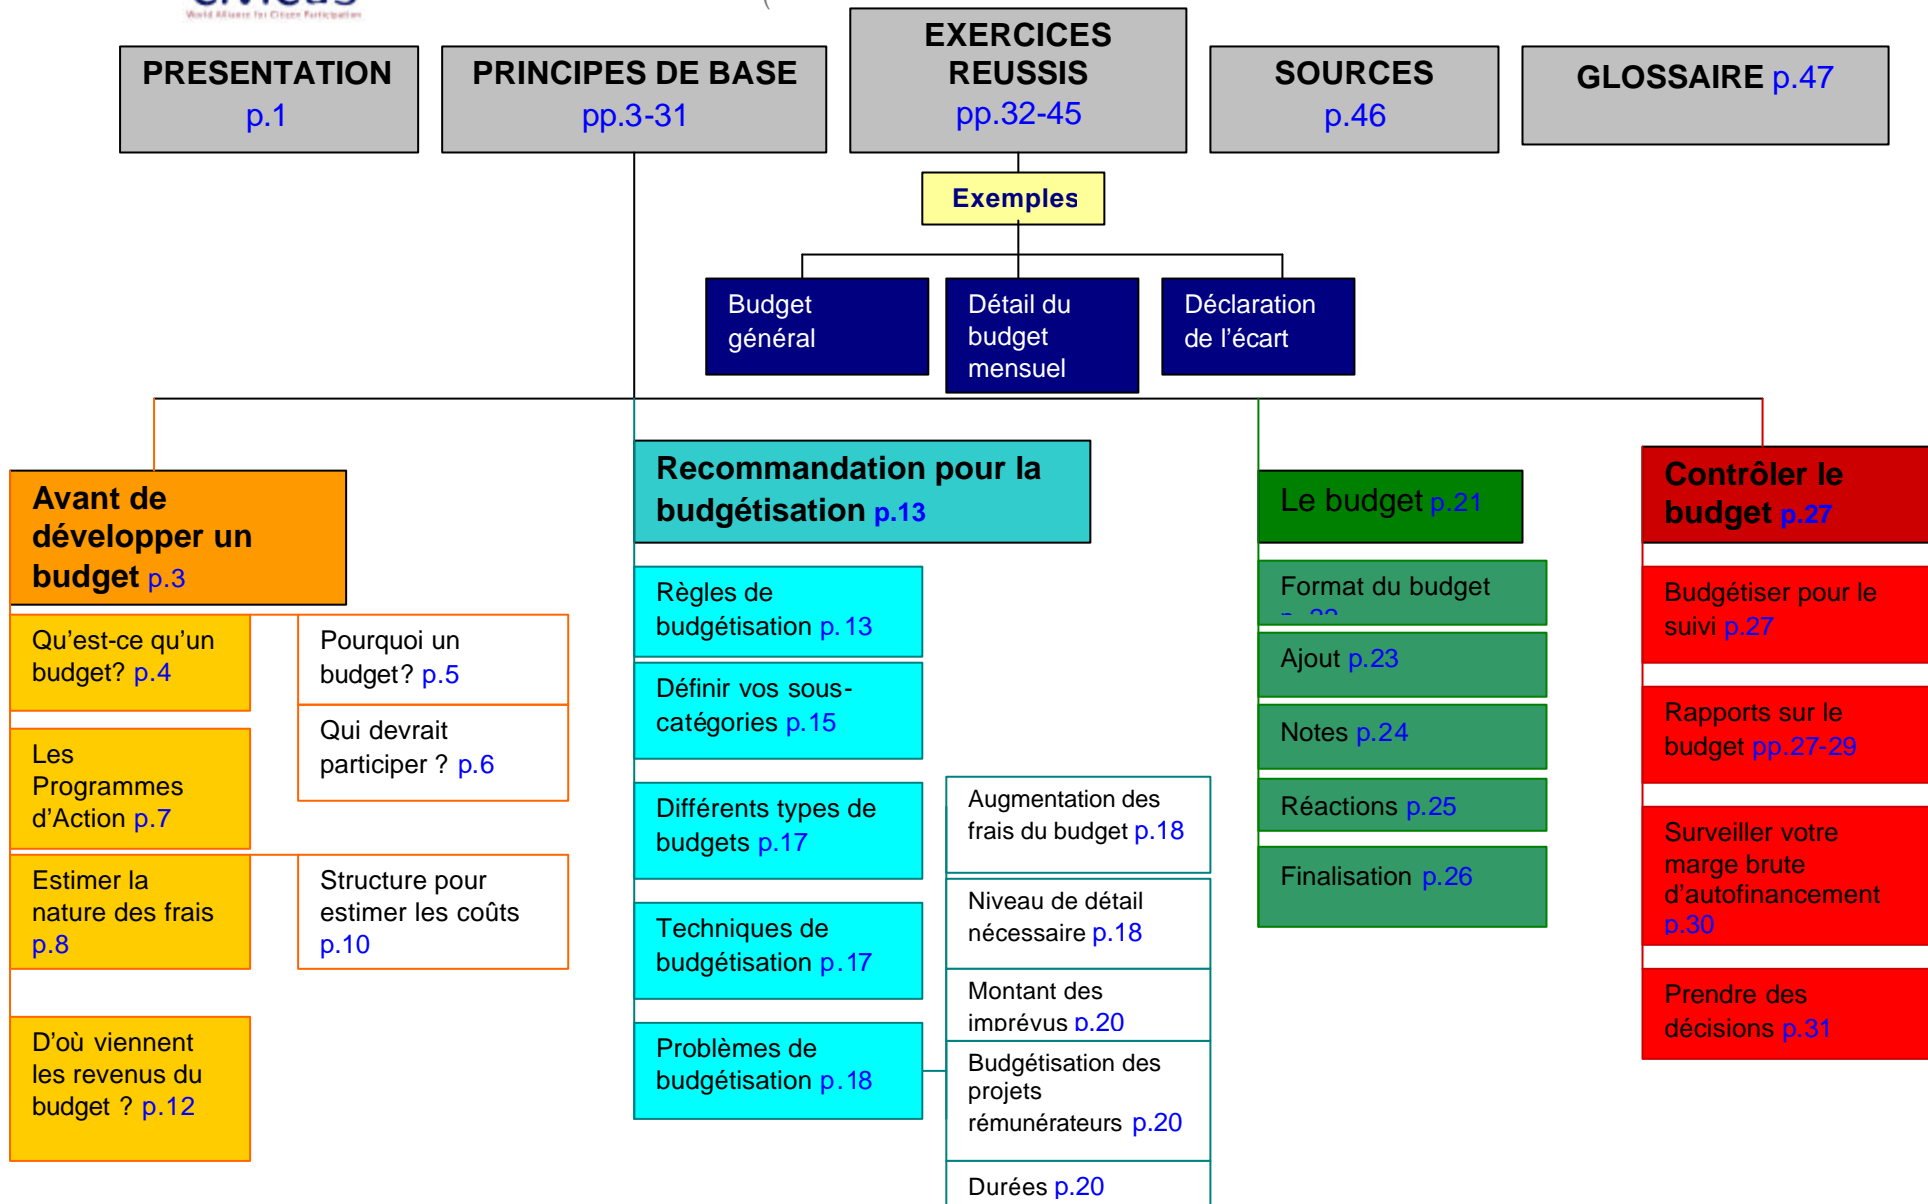 civicus
World Alliance for Citizen Participation
(
PRESENTATION
p.1
PRINCIPES DE BASE
pp.3-31
EXERCICES
REUSSIS
pp.32-45
SOURCES
p.46
GLOSSAIRE p.47
Exemples
Budget
général
Détail du
budget
mensuel
Déclaration
de l’écart
Avant de
développer un
budget p.3
Qu’est-ce qu’un
budget? p.4
Pourquoi un
budget? p.5
Qui devrait
participer ? p.6
Les
Programmes
d’Action p.7
Estimer la
nature des frais
p.8
Structure pour
estimer les coûts
p.10
D’où viennent
les revenus du
budget ? p.12
Recommandation pour la
budgétisation p.13
Règles de
budgétisation p.13
Définir vos sous-
catégories p.15
Différents types de
budgets p.17
Techniques de
budgétisation p.17
Problèmes de
budgétisation p.18
Augmentation des
frais du budget p.18
Niveau de détail
nécessaire p.18
Montant des
imprévus p.20
Budgétisation des
projets
rémunérateurs p.20
Durées p.20
Le budget p.21
Format du budget
p. 22
Ajout p.23
Notes p.24
Réactions p.25
Finalisation p.26
Contrôler le
budget p.27
Budgétiser pour le
suivi p.27
Rapports sur le
budget pp.27-29
Surveiller votre
marge brute
d’autofinancement
p.30
Prendre des
décisions p.31